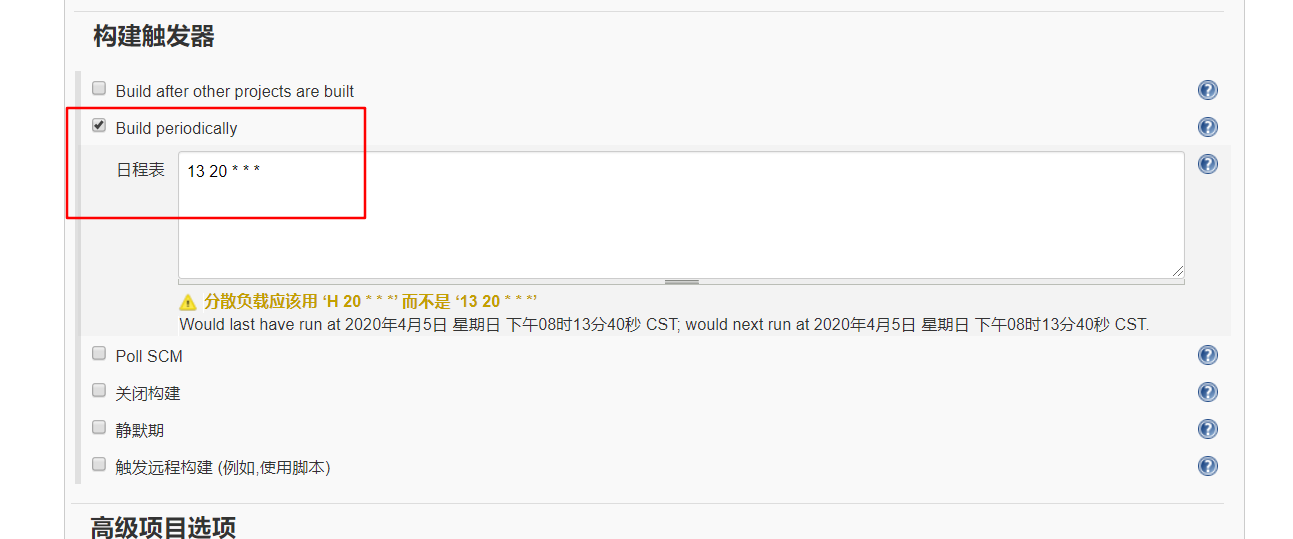 构建触发器
Build after other projects are built
Build periodically
日程表 13 20 * * *
分散负载应该用 ‘H 20 * * *’ 而不是 ‘13 20 * * *’
Would last have run at 2020年4月5日 星期日 下午08时13分40秒 CST; would next run at 2020年4月5日 星期日 下午08时13分40秒 CST.
Poll SCM
关闭构建
静默期
触发远程构建 (例如,使用脚本)
高级项目选项